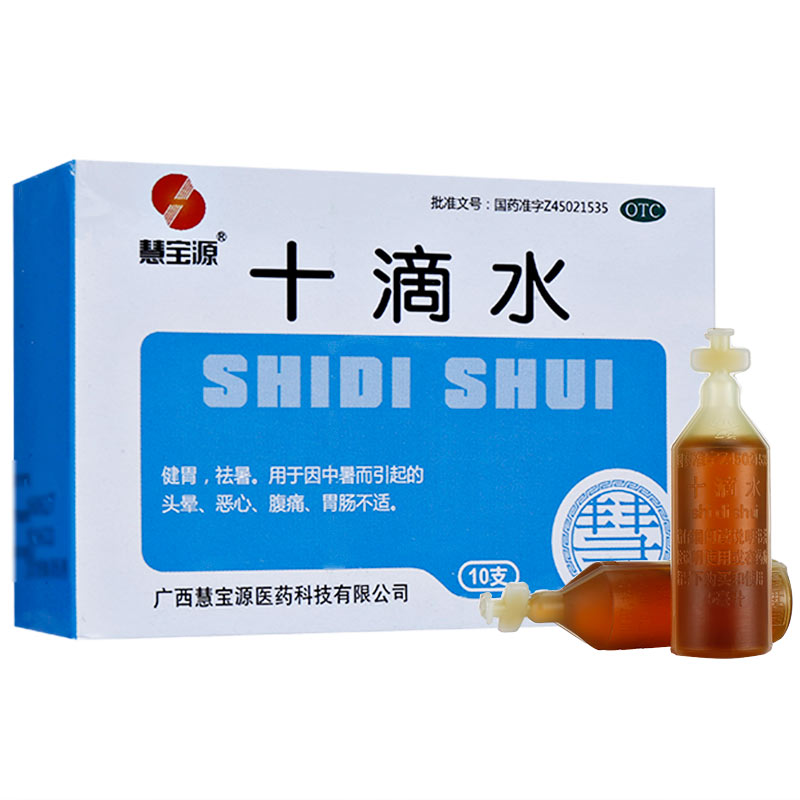 批准文号:国药准字Z45021535
OTC
慧宝源®
十滴水
SHIDI SHUI
健胃,祛暑。用于因中暑而引起的
头晕、恶心、腹痛、胃肠不适。
10支
广西慧宝源医药科技有限公司
十滴水
shidi shui